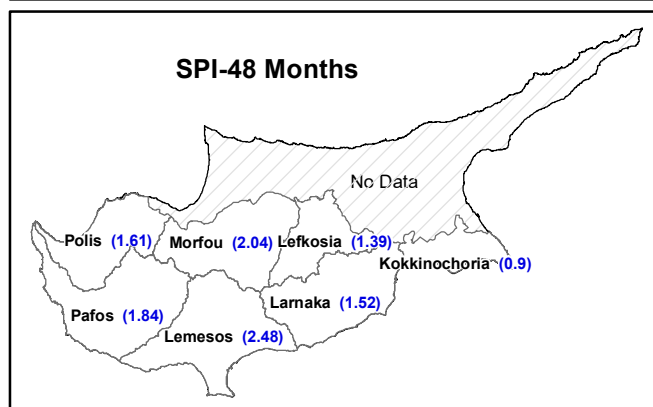 SPI-48 Months
No Data
Polis (1.61)
Morfou (2.04)
Lefkosia (1.39)
Kokkinochoria (0.9)
Pafos (1.84)
Larnaka (1.52)
Lemesos (2.48)